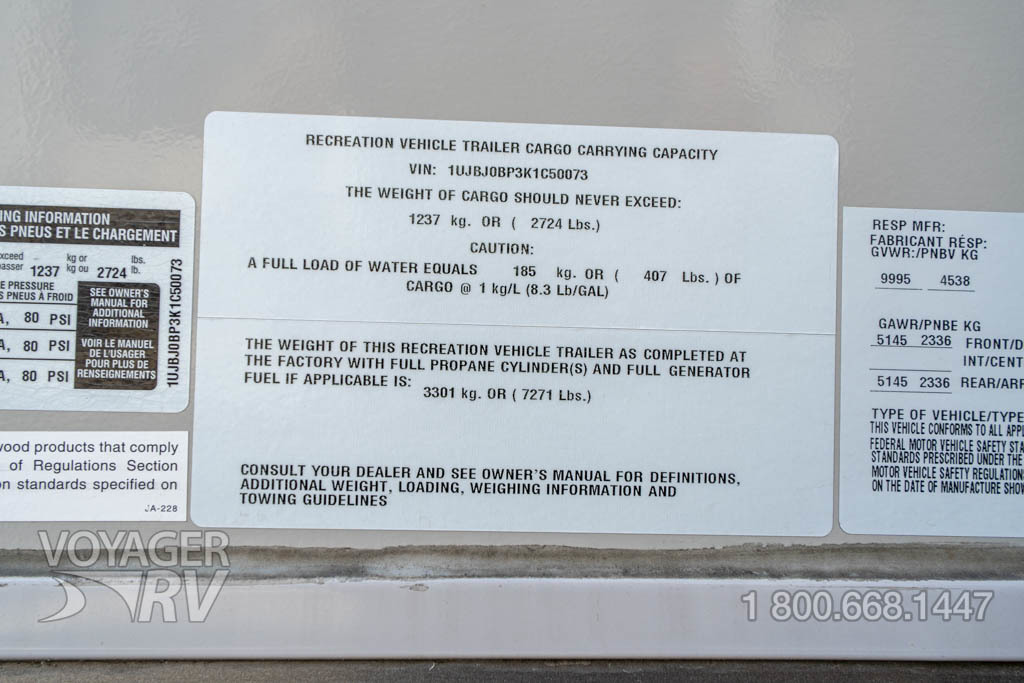 NG INFORMATION
S PNEUS ET LE CHARGEMENT
xceed kg or lbs.
asser 1237 kg ou 2724 lb.
E PRESSURE
S PNEUS À FROID
A, 80 PSI
A, 80 PSI
A, 80 PSI
SEE OWNER'S
MANUAL FOR
ADDITIONAL
INFORMATION
VOIR LE MANUEL
DE L'USAGER
POUR PLUS DE
RENSEIGNEMENTS
1UJBJ0BP3K1C50073
wood products that comply
of Regulations Section
on standards specified on
JA-228
RECREATION VEHICLE TRAILER CARGO CARRYING CAPACITY
VIN: 1UJBJ0BP3K1C50073
THE WEIGHT OF CARGO SHOULD NEVER EXCEED:
1237 kg. OR ( 2724 Lbs.)
CAUTION:
A FULL LOAD OF WATER EQUALS 185 kg. OR ( 407 Lbs. ) OF
CARGO @ 1 kg/L (8.3 Lb/GAL)
THE WEIGHT OF THIS RECREATION VEHICLE TRAILER AS COMPLETED AT
THE FACTORY WITH FULL PROPANE CYLINDER(S) AND FULL GENERATOR
FUEL IF APPLICABLE IS:
3301 kg. OR ( 7271 Lbs.)
CONSULT YOUR DEALER AND SEE OWNER'S MANUAL FOR DEFINITIONS,
ADDITIONAL WEIGHT, LOADING, WEIGHING INFORMATION AND
TOWING GUIDELINES
RESP MFR:
FABRICANT RÉSP:
GVWR:/PNBV KG
9995 4538
GAWR/PNBE KG
5145 2336 FRONT/D
INT/CENT
5145 2336 REAR/ARR
TYPE OF VEHICLE/TYPE
THIS VEHICLE CONFORMS TO ALL APPL
FEDERAL MOTOR VEHICLE SAFETY STA
STANDARDS PRESCRIBED UNDER THE
MOTOR VEHICLE SAFETY REGULATIONS
ON THE DATE OF MANUFACTURE SHOW
VOYAGER
RV
1 800.668.1447